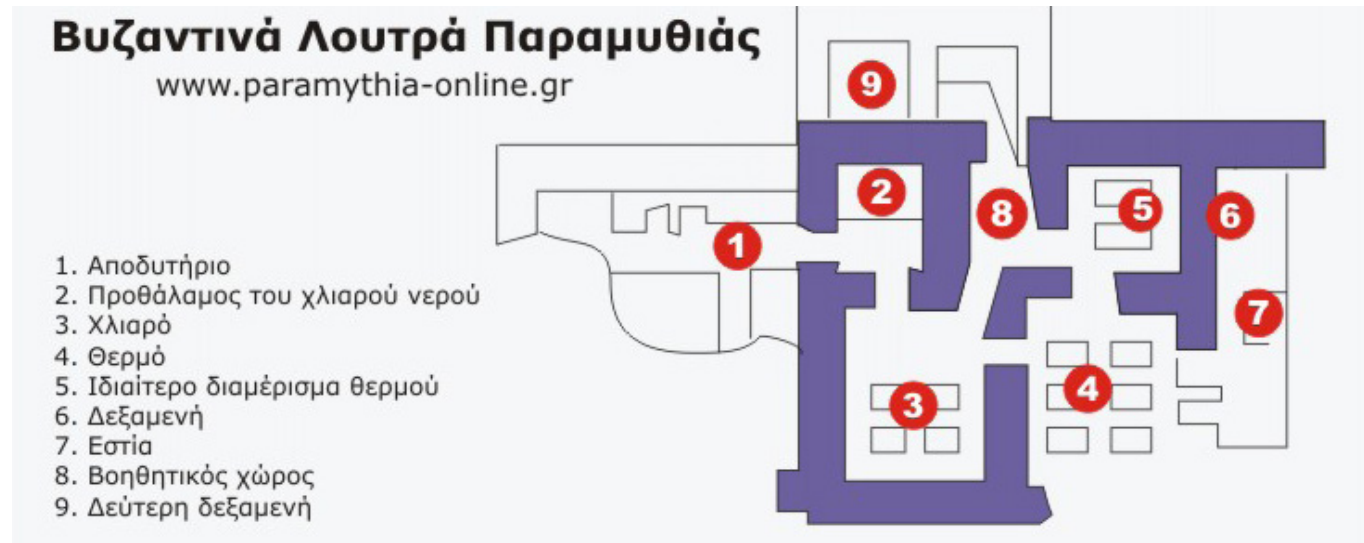 Βυζαντινά Λουτρά Παραμυθιάς
www.paramythia-online.gr
9
2
8
5
6
1
7
4
3
1. Αποδυτήριο
2. Προθάλαμος του χλιαρού νερού
3. Χλιαρό
4. Θερμό
5. Ιδιαίτερο διαμέρισμα θερμού
6. Δεξαμενή
7. Εστία
8. Βοηθητικός χώρος
9. Δεύτερη δεξαμενή